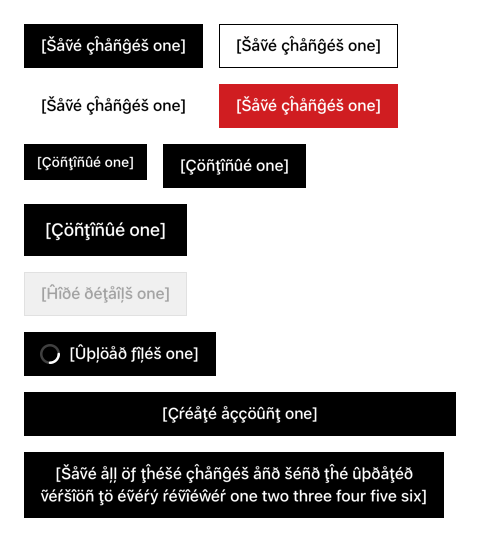 [Šåṽé çĥåñĝéš one]
[Šåṽé çĥåñĝéš one]
[Šåṽé çĥåñĝéš one]
[Šåṽé çĥåñĝéš one]
[Çöñţîñûé one]
[Çöñţîñûé one]
[Çöñţîñûé one]
[Ĥîðé ðéţåîļš one]
[Ûþļöåð ƒîļéš one]
[Çŕéåţé åççöûñţ one]
[Šåṽé åļļ öƒ ţĥéšé çĥåñĝéš åñð šéñð ţĥé ûþðåţéð
ṽéŕšîöñ ţö éṽéŕý ŕéṽîéŵéŕ one two three four five six]